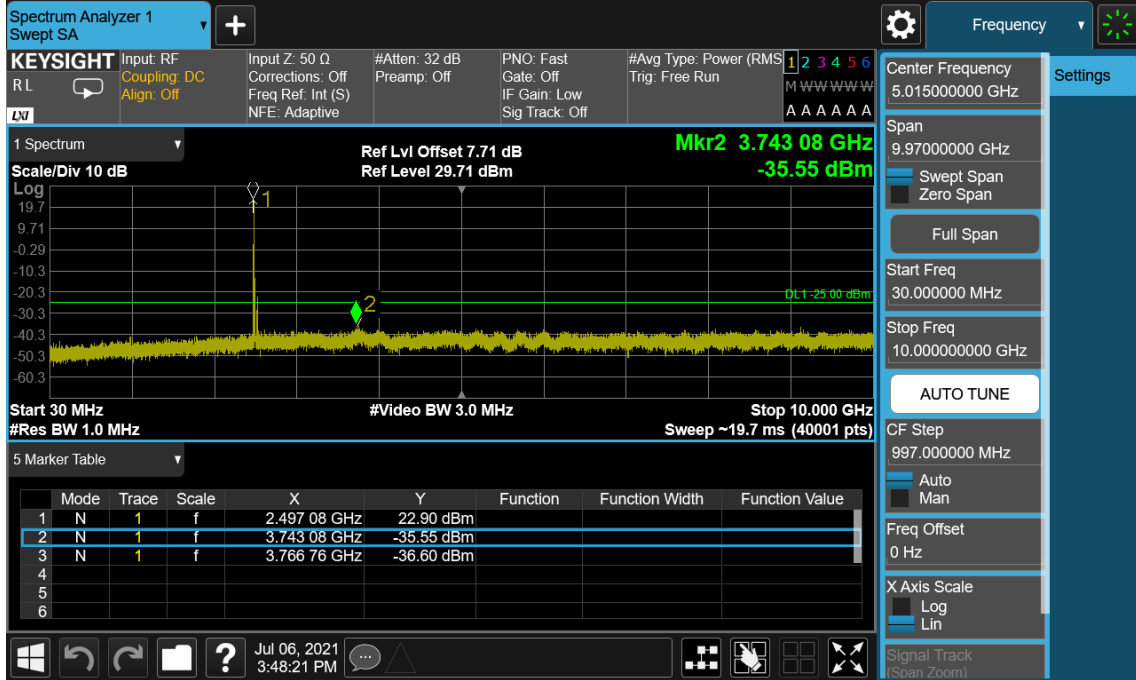 Spectrum Analyzer 1
Swept SA
Frequency
KEYSIGHT
R L
LXI
Input: RF
Coupling: DC
Align: Off
Input Z: 50 Ω
Corrections: Off
Freq Ref: Int (S)
NFE: Adaptive
#Atten: 32 dB
Preamp: Off
PNO: Fast
Gate: Off
IF Gain: Low
Sig Track: Off
#Avg Type: Power (RMS
Trig: Free Run
1 2 3 4 5 6
M W W W W W
A A A A A A
1 Spectrum
Scale/Div 10 dB
Ref Lvl Offset 7.71 dB
Ref Level 29.71 dBm
Mkr2 3.743 08 GHz
-35.55 dBm
Log
19.7
9.71
-0.29
-10.3
-20.3
-30.3
-40.3
-50.3
-60.3
1
2
DL1 -25.00 dBm
Start 30 MHz
#Video BW 3.0 MHz
Stop 10.000 GHz
#Res BW 1.0 MHz
Sweep ~19.7 ms (40001 pts)
5 Marker Table
Mode Trace Scale X Y Function Function Width Function Value
1 N 1 f 2.497 08 GHz 22.90 dBm
2 N 1 f 3.743 08 GHz -35.55 dBm
3 N 1 f 3.766 76 GHz -36.60 dBm
4
5
6
Jul 06, 2021
3:48:21 PM
Center Frequency
5.015000000 GHz
Span
9.97000000 GHz
Swept Span
Zero Span
Full Span
Start Freq
30.000000 MHz
Stop Freq
10.000000000 GHz
AUTO TUNE
CF Step
997.000000 MHz
Auto
Man
Freq Offset
0 Hz
X Axis Scale
Log
Lin
Signal Track
(Span Zoom)
Settings